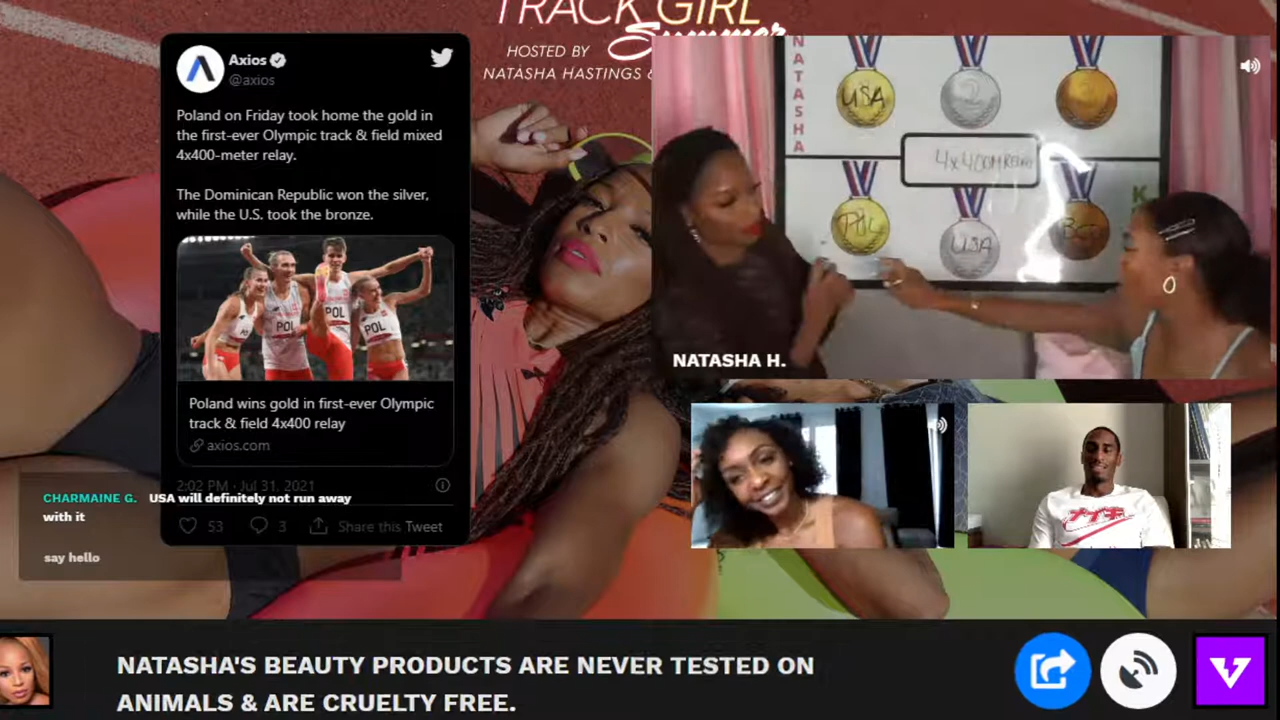 TRACK GIRL
Summer
HOSTED BY
NATASHA HASTINGS &
Axios
@axios
Poland on Friday took home the gold in
the first-ever Olympic track & field mixed
4x400-meter relay.
The Dominican Republic won the silver,
while the U.S. took the bronze.
POL
POL
POL
Poland wins gold in first-ever Olympic
track & field 4x400 relay
axios.com
2:02 PM · Jul 31, 2021
53
3
Share this Tweet
CHARMAINE G. USA will definitely not run away
with it
say hello
NATASHA
USA
2
4x400M RELAY
K
POL
USA
NATASHA H.
NATASHA'S BEAUTY PRODUCTS ARE NEVER TESTED ON
ANIMALS & ARE CRUELTY FREE.